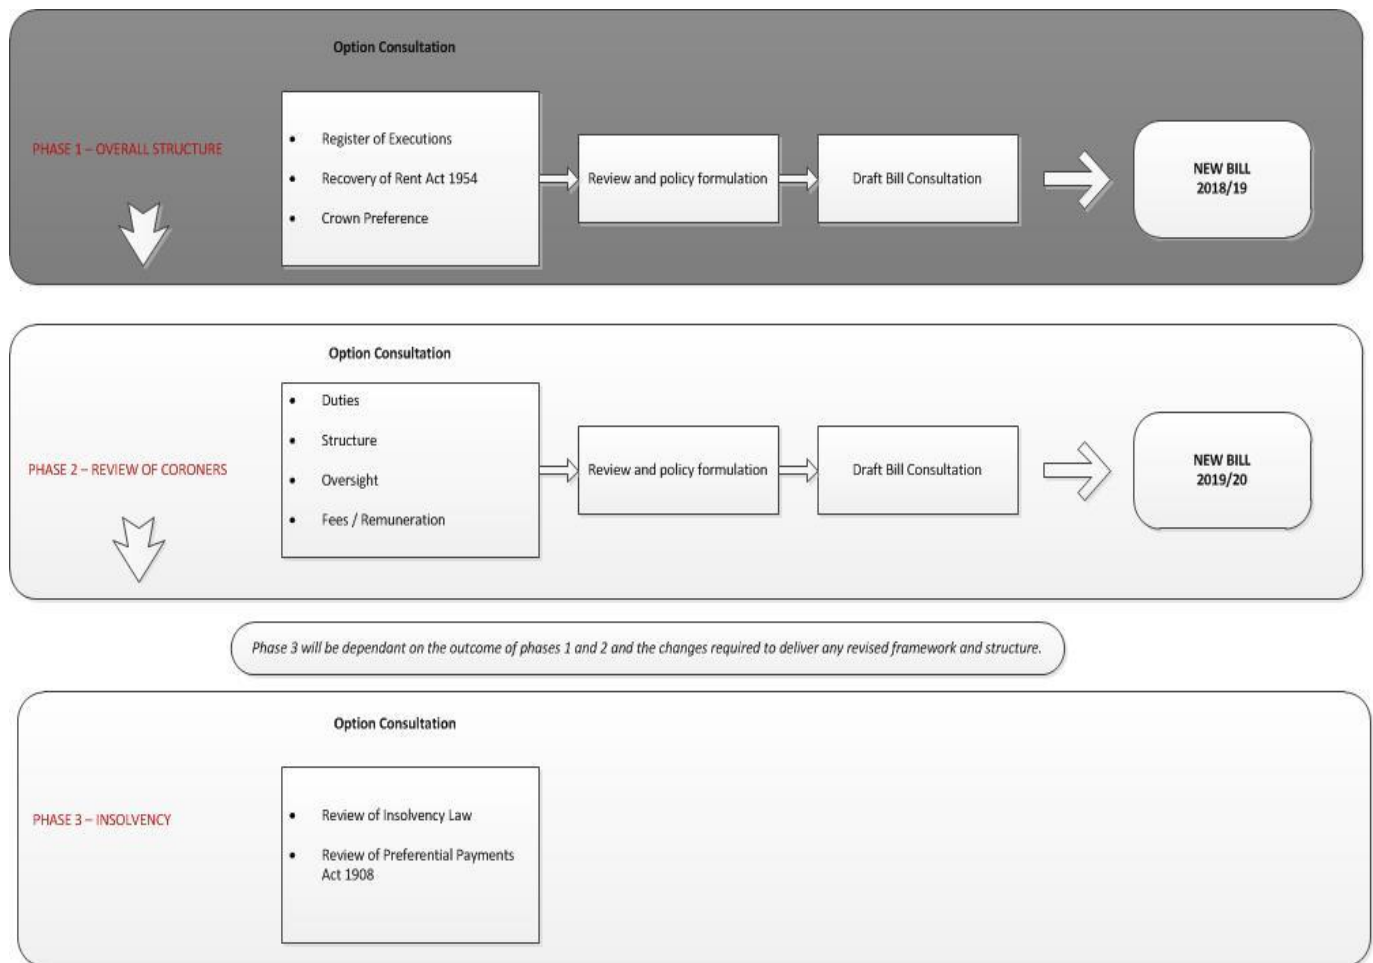 Option Consultation
PHASE 1 – OVERALL STRUCTURE
• Register of Executions
• Recovery of Rent Act 1954
• Crown Preference
Review and policy formulation
Draft Bill Consultation
NEW BILL
2018/19
Option Consultation
PHASE 2 – REVIEW OF CORONERS
• Duties
• Structure
• Oversight
• Fees / Remuneration
Review and policy formulation
Draft Bill Consultation
NEW BILL
2019/20
Phase 3 will be dependant on the outcome of phases 1 and 2 and the changes required to deliver any revised framework and structure.
Option Consultation
PHASE 3 – INSOLVENCY
• Review of Insolvency Law
• Review of Preferential Payments
Act 1908